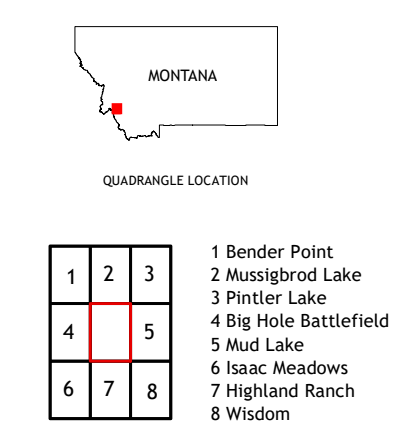 MONTANA
QUADRANGLE LOCATION
1 2 3
4 5
6 7 8
1 Bender Point
2 Mussigbrod Lake
3 Pintler Lake
4 Big Hole Battlefield
5 Mud Lake
6 Isaac Meadows
7 Highland Ranch
8 Wisdom